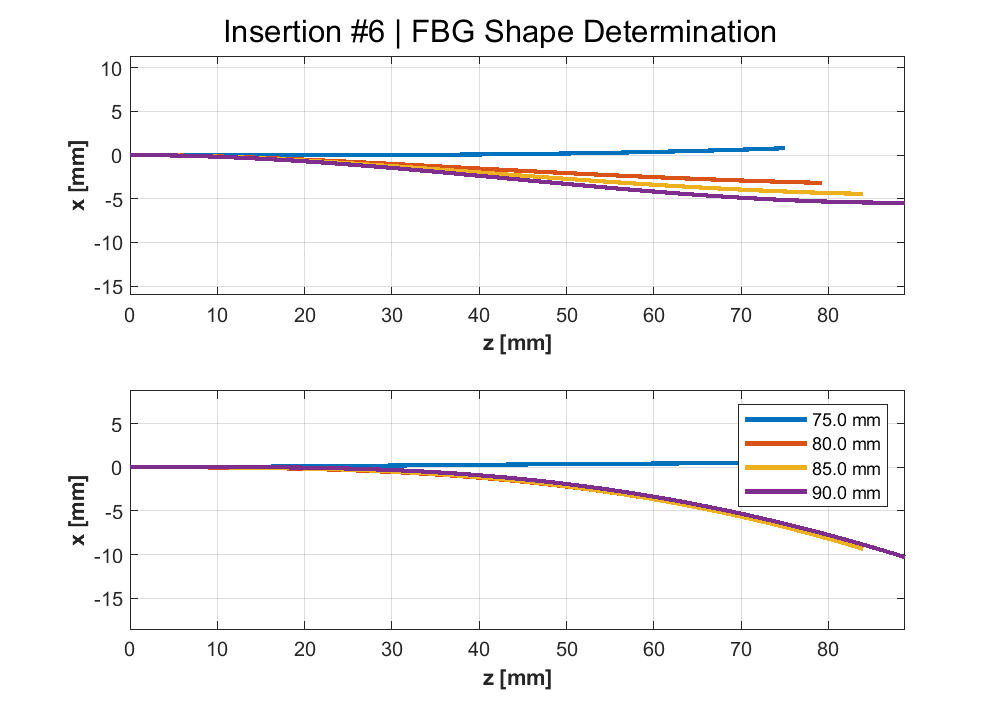 Insertion #6 | FBG Shape Determination
10
5
0
-5
-10
-15
x [mm]
0 10 20 30 40 50 60 70 80
z [mm]
5
0
-5
-10
-15
x [mm]
75.0 mm
80.0 mm
85.0 mm
90.0 mm
0 10 20 30 40 50 60 70 80
z [mm]